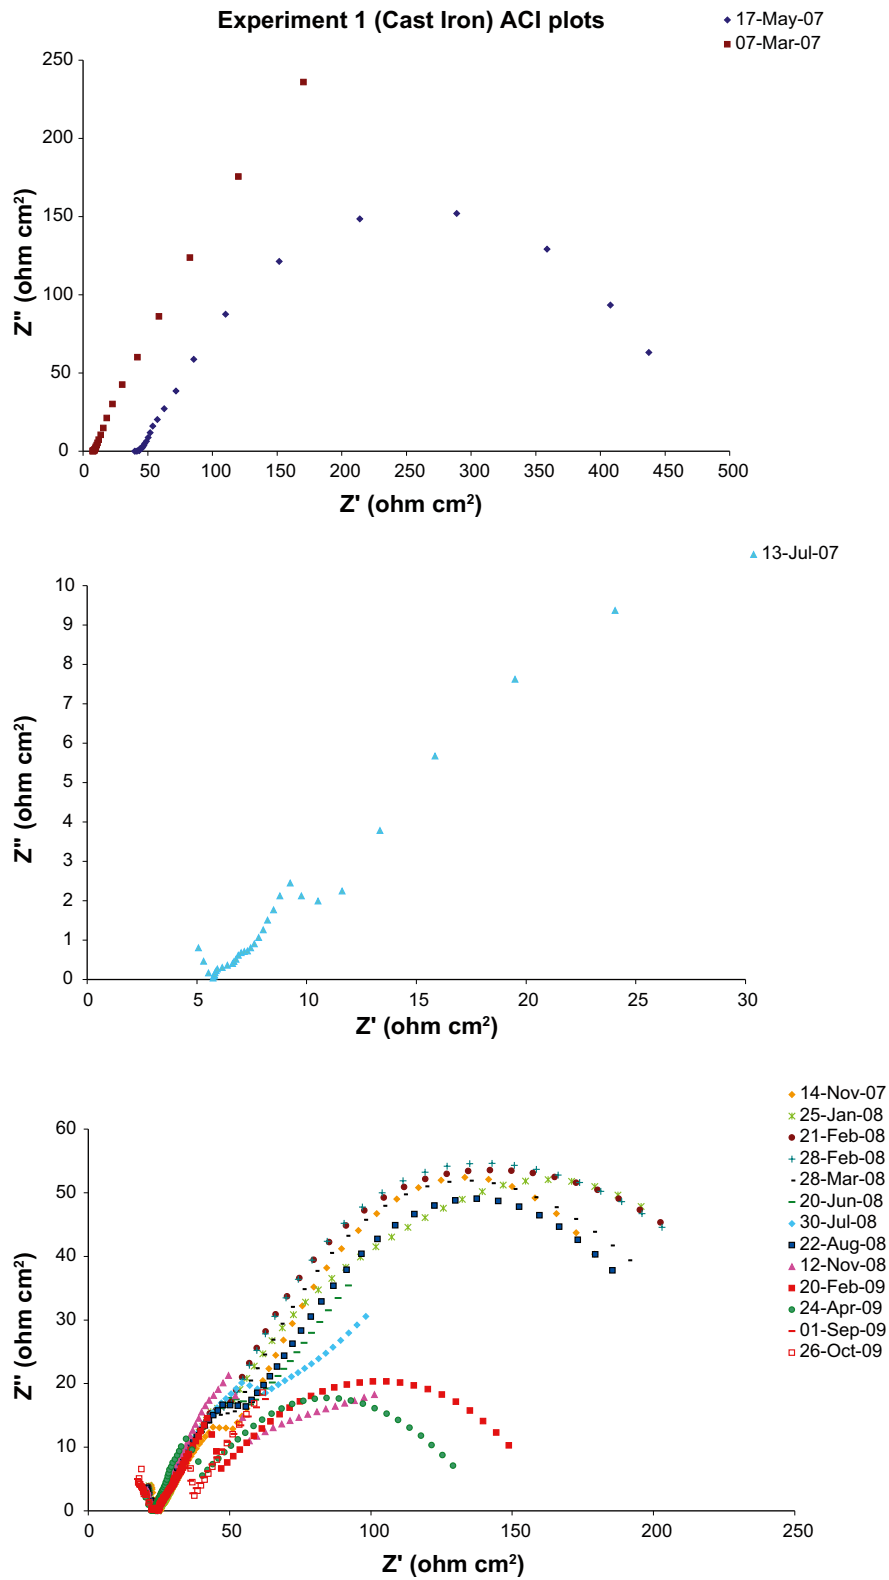 Experiment 1 (Cast Iron) ACI plots
17-May-07
07-Mar-07
250
200
150
100
50
0
Z" (ohm cm²)
0 50 100 150 200 250 300 350 400 450 500
Z' (ohm cm²)
13-Jul-07
10
9
8
7
6
5
4
3
2
1
0
Z" (ohm cm²)
0 5 10 15 20 25 30
Z' (ohm cm²)
14-Nov-07
25-Jan-08
21-Feb-08
28-Feb-08
28-Mar-08
20-Jun-08
30-Jul-08
22-Aug-08
12-Nov-08
20-Feb-09
24-Apr-09
01-Sep-09
26-Oct-09
60
50
40
30
20
10
0
Z" (ohm cm²)
0 50 100 150 200 250
Z' (ohm cm²)